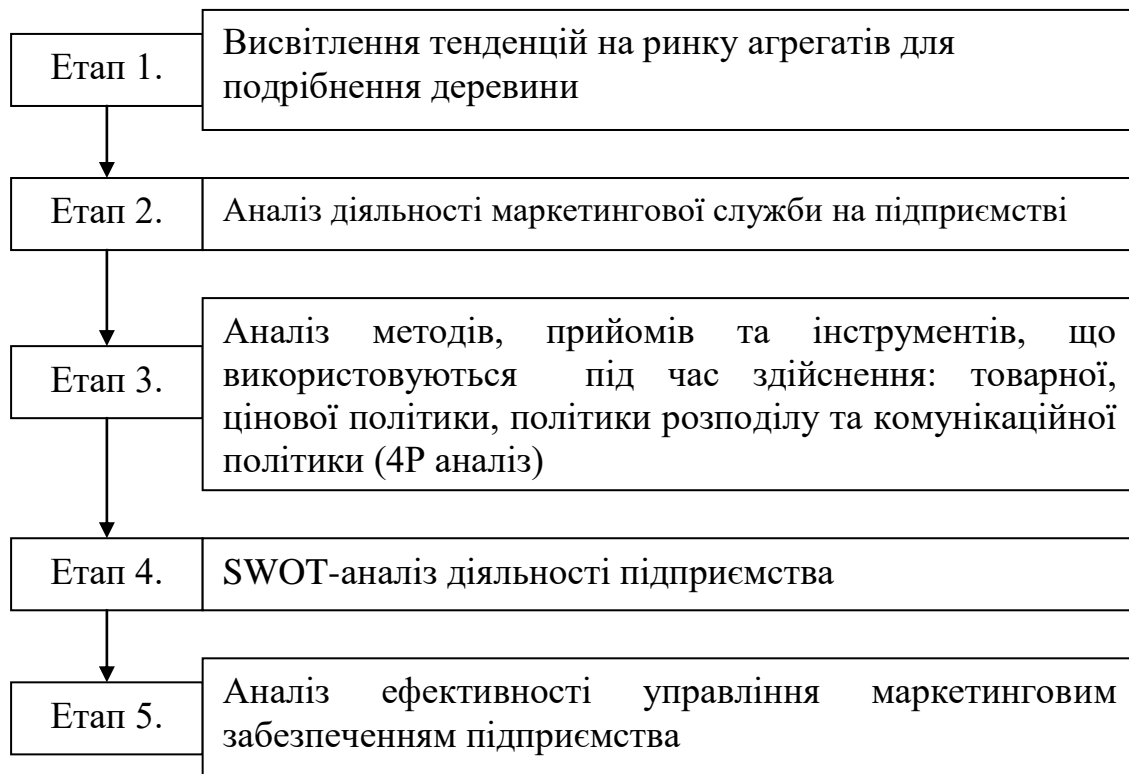 Етап 1.
Висвітлення тенденцій на ринку агрегатів для
подрібнення деревини
Етап 2.
Аналіз діяльності маркетингової служби на підприємстві
Етап 3.
Аналіз методів, прийомів та інструментів, що
використовуються під час здійснення: товарної,
цінової політики, політики розподілу та комунікаційної
політики (4Р аналіз)
Етап 4.
SWOT-аналіз діяльності підприємства
Етап 5.
Аналіз ефективності управління маркетинговим
забезпеченням підприємства